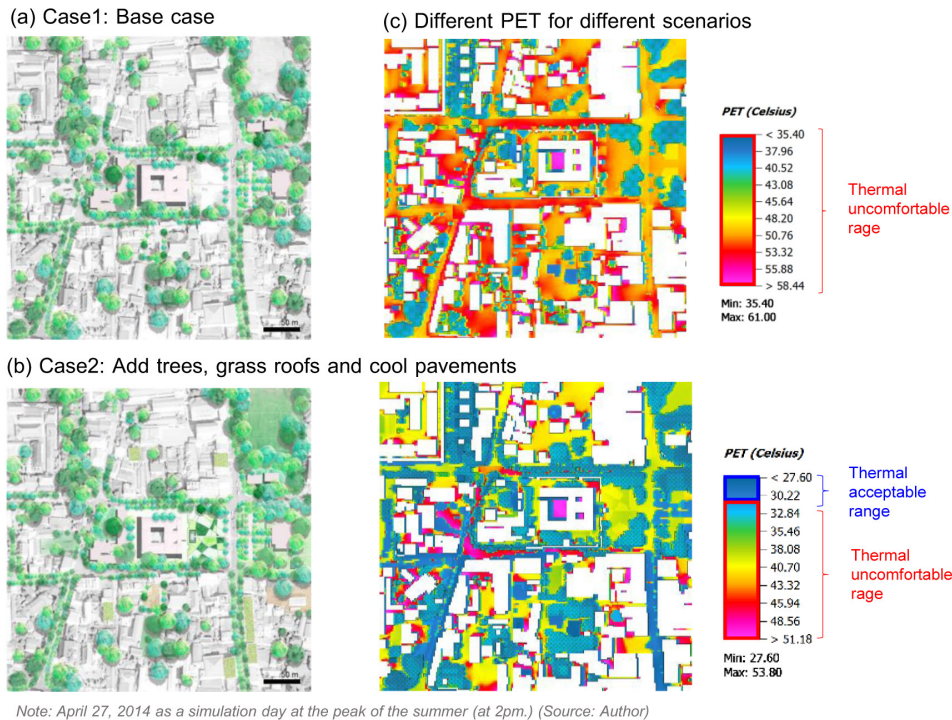 (a) Case1: Base case
(c) Different PET for different scenarios
50 m
PET (Celsius)
< 35.40
37.96
40.52
43.08
45.64
48.20
50.76
53.32
55.88
> 58.44
Min: 35.40
Max: 61.00
Thermal
uncomfortable
rage
(b) Case2: Add trees, grass roofs and cool pavements
50 m
PET (Celsius)
< 27.60
30.22
32.84
35.46
38.08
40.70
43.32
45.94
48.56
> 51.18
Min: 27.60
Max: 53.80
Thermal
acceptable
range
Thermal
uncomfortable
rage
Note: April 27, 2014 as a simulation day at the peak of the summer (at 2pm.) (Source: Author)